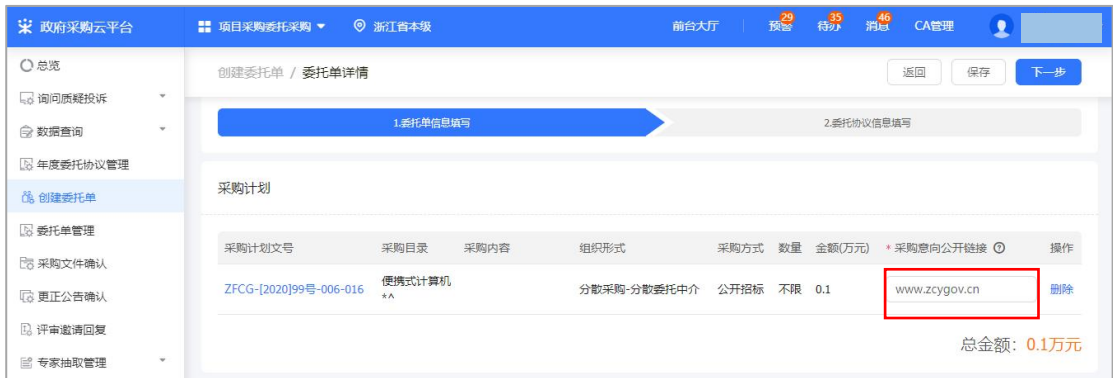 政府采购云平台 项目采购委托采购 浙江省本级 前台大厅 预警 29 待办 35 消息 46 CA管理
总览
创建委托单 / 委托单详情 返回 保存 下一步
询问质疑投诉
1.委托单信息填写 2.委托协议信息填写
数据查询
年度委托协议管理
采购计划
创建委托单
委托单管理
采购计划文号 采购目录 采购内容 组织形式 采购方式 数量 金额(万元) * 采购意向公开链接 操作
采购文件确认
ZFCG-[2020]99号-006-016 便携式计算机 分散采购-分散委托中介 公开招标 不限 0.1 www.zcygov.cn 删除
*^
更正公告确认
评审邀请回复
总金额: 0.1万元
专家抽取管理